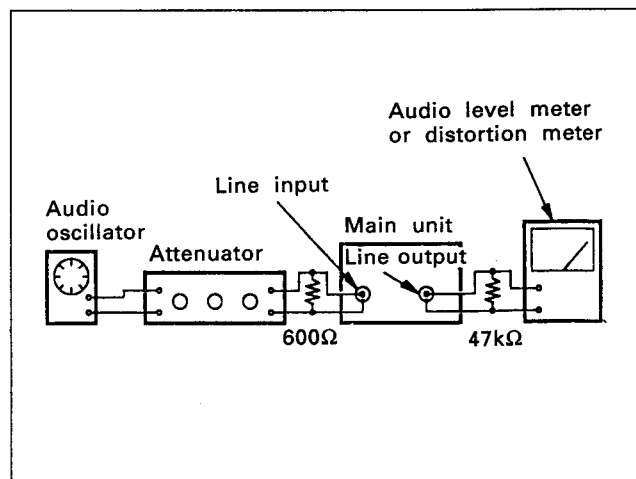 Audio level meter
or distortion meter
Line input
Audio
oscillator
Attenuator
Main unit
Line output
600Ω
47kΩ